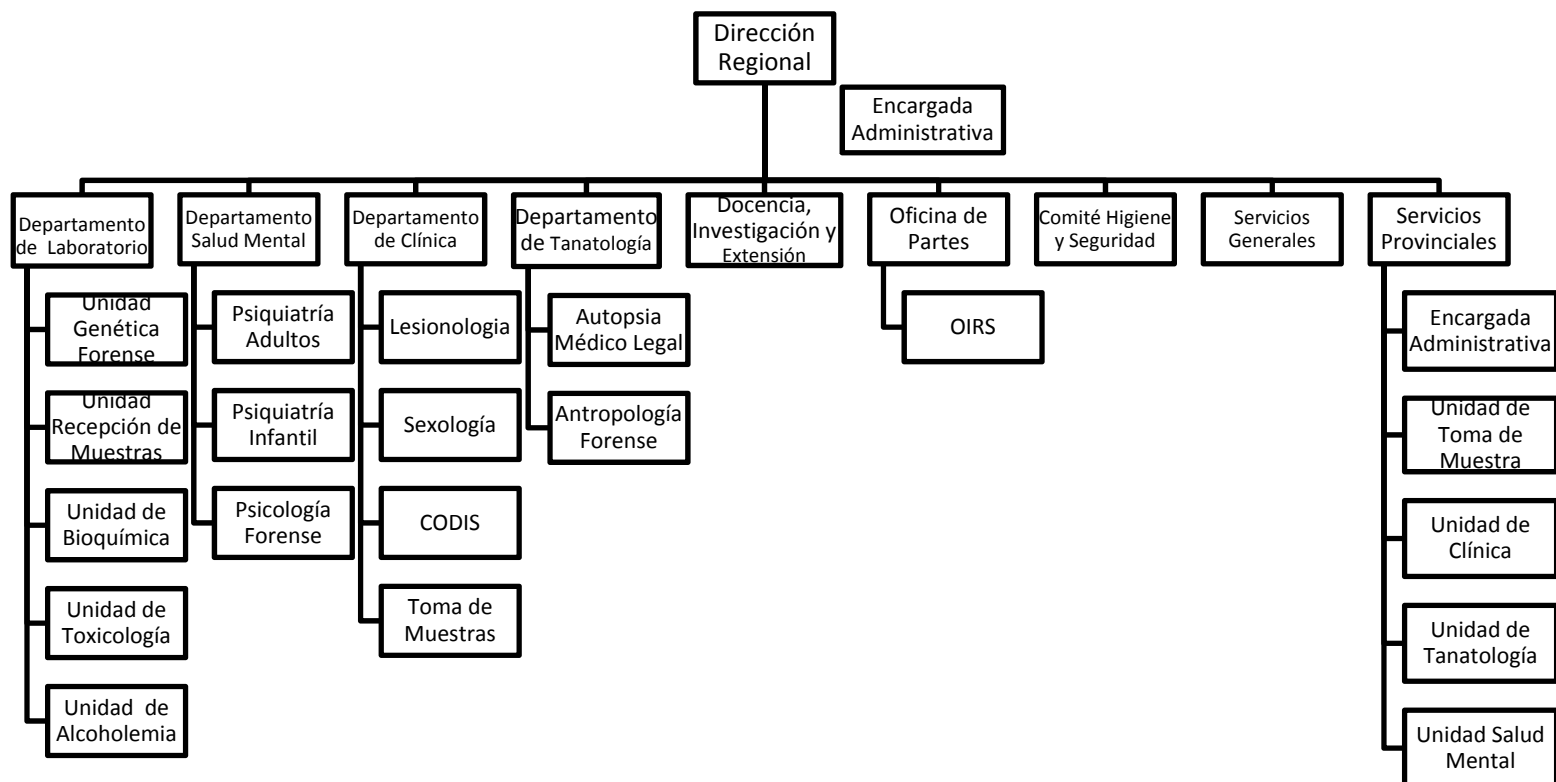 Dirección
Regional
Encargada
Administrativa
Departamento
de Laboratorio
Unidad
Genética
Forense
Unidad
Recepción de
Muestras
Unidad de
Bioquímica
Unidad de
Toxicología
Unidad de
Alcoholemia
Departamento
Salud Mental
Psiquiatría
Adultos
Psiquiatría
Infantil
Psicología
Forense
Departamento
de Clínica
Lesionologia
Sexología
CODIS
Toma de
Muestras
Departamento
de Tanatología
Autopsia
Médico Legal
Antropología
Forense
Docencia,
Investigación y
Extensión
Oficina de
Partes
OIRS
Comité Higiene
y Seguridad
Servicios
Generales
Servicios
Provinciales
Encargada
Administrativa
Unidad de
Toma de
Muestra
Unidad de
Clínica
Unidad de
Tanatología
Unidad Salud
Mental